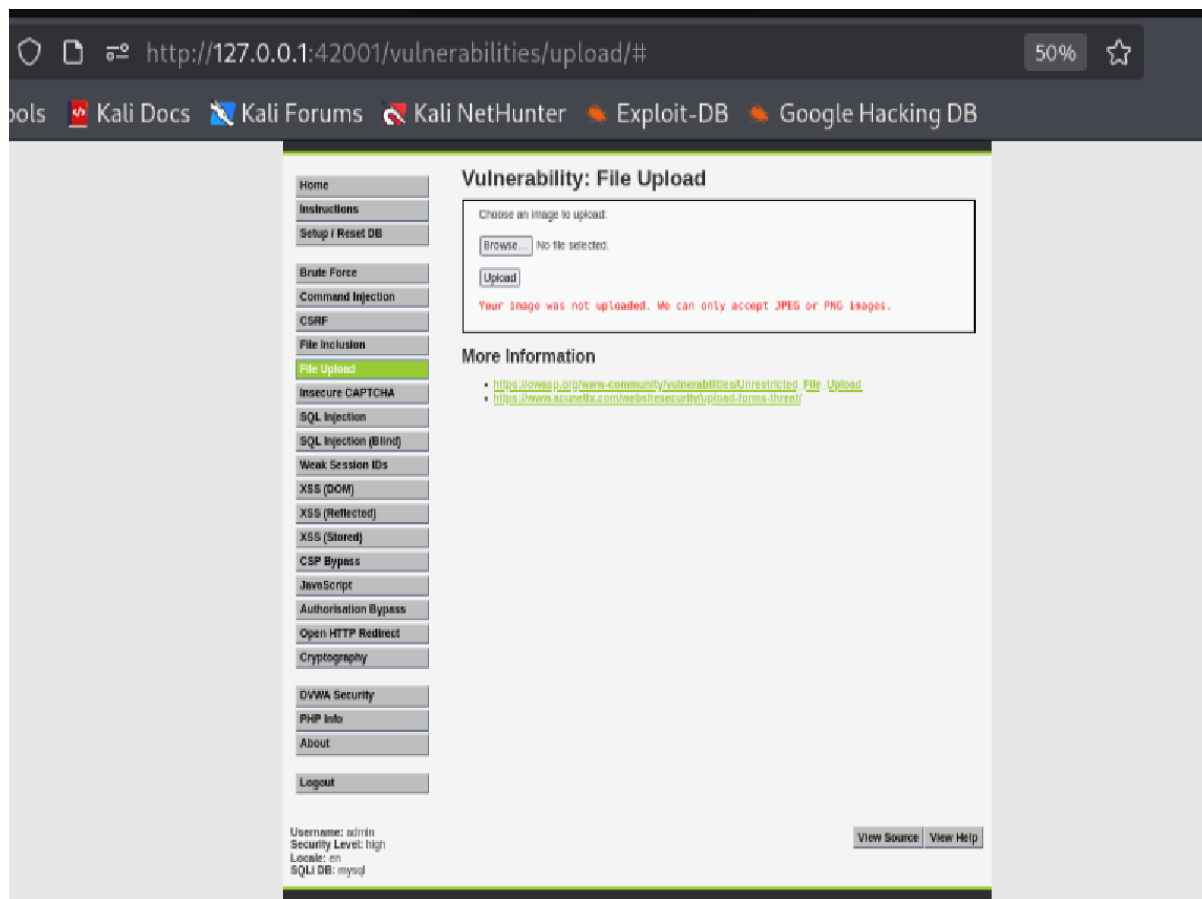 http://127.0.0.1:42001/vulnerabilities/upload/#
50%
ools Kali Docs Kali Forums Kali NetHunter Exploit-DB Google Hacking DB
Home
Instructions
Setup / Reset DB
Brute Force
Command Injection
CSRF
File Inclusion
File Upload
Insecure CAPTCHA
SQL Injection
SQL Injection (Blind)
Weak Session IDs
XSS (DOM)
XSS (Reflected)
XSS (Stored)
CSP Bypass
JavaScript
Authorisation Bypass
Open HTTP Redirect
Cryptography
DVWA Security
PHP Info
About
Logout
Vulnerability: File Upload
Choose an image to upload:
Browse... No file selected.
Upload
Your image was not uploaded. We can only accept JPEG or PNG images.
More Information
https://owasp.org/www-community/vulnerabilities/Unrestricted_File_Upload
https://www.acunetix.com/websitesecurity/upload-forms-threat/
Username: admin
Security Level: high
Locale: en
SQLi DB: mysql
View Source View Help